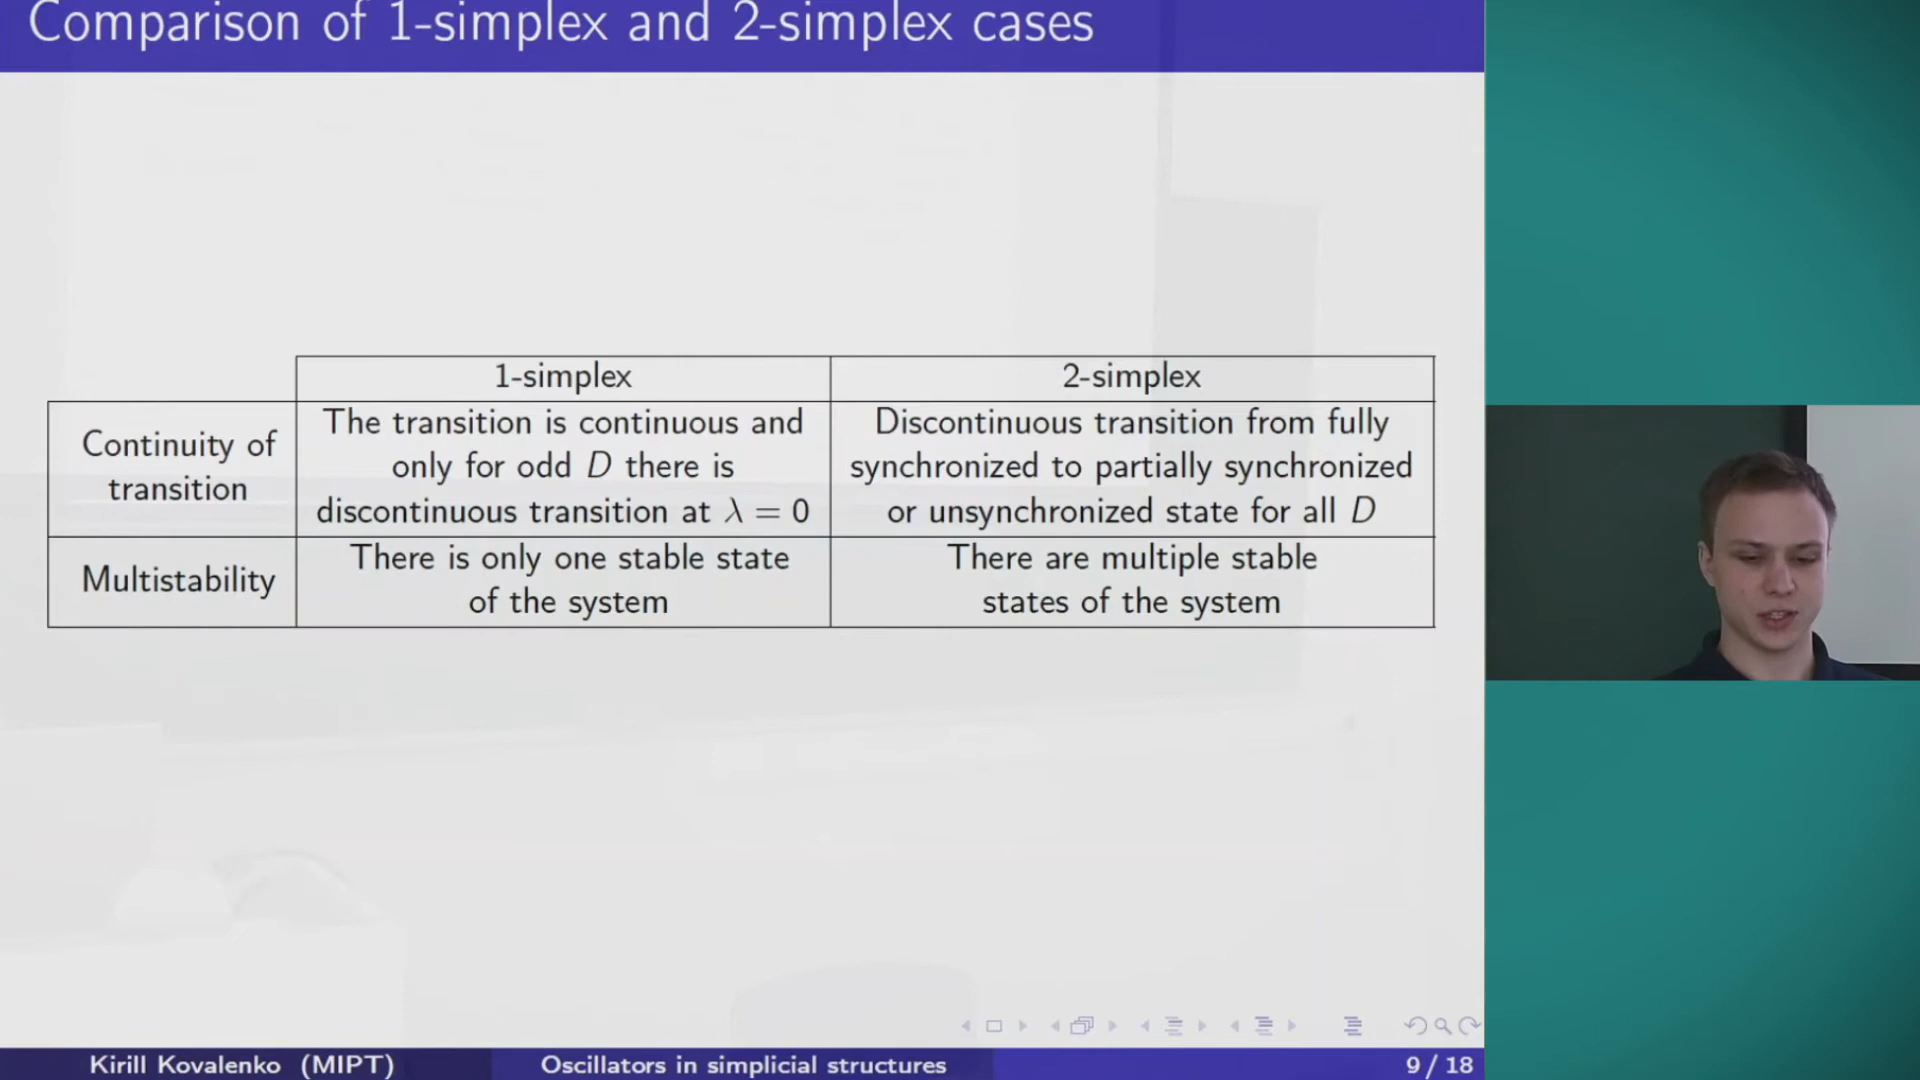 Comparison of 1-simplex and 2-simplex cases
1-simplex
2-simplex
Continuity of
transition
The transition is continuous and
only for odd D there is
discontinuous transition at λ = 0
Discontinuous transition from fully
synchronized to partially synchronized
or unsynchronized state for all D
Multistability
There is only one stable state
of the system
There are multiple stable
states of the system
Kirill Kovalenko (MIPT)
Oscillators in simplicial structures
9 / 18